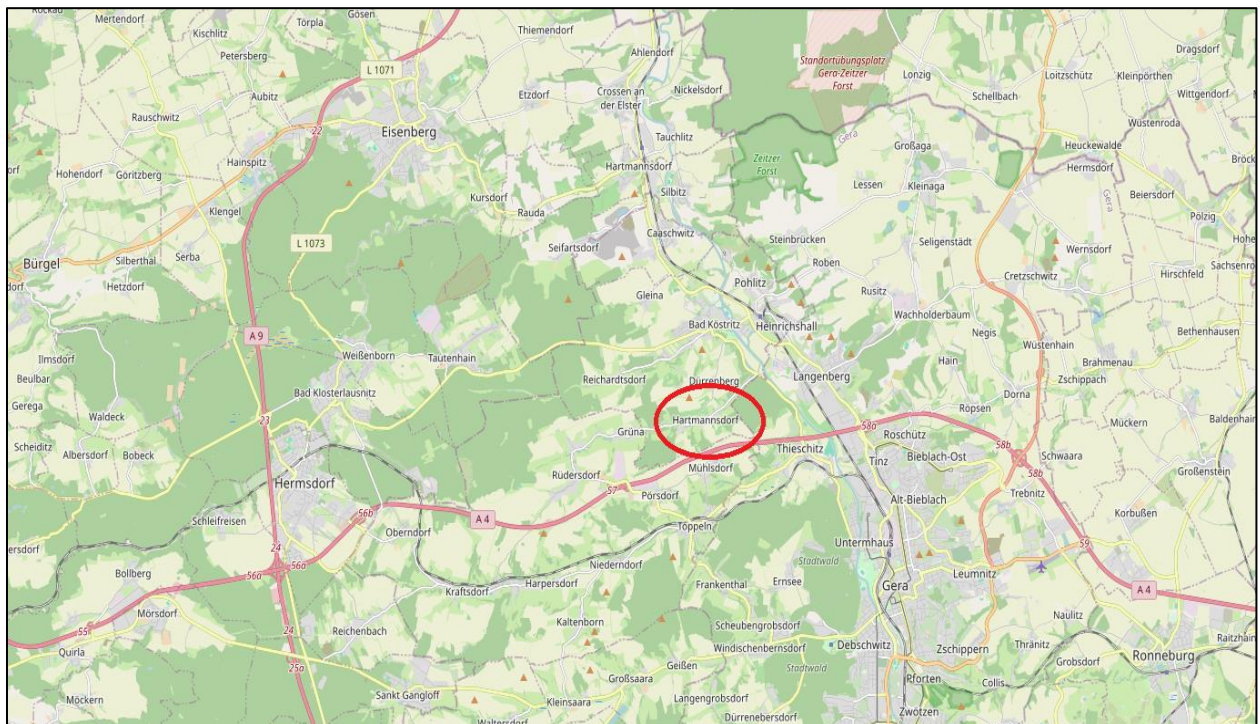 Röckau
Mertendorf
Törpla
Gösen
Kischlitz
Thiemendorf
Ahlendorf
Standortübungsplatz
Gera-Zeitzer
Forst
Lonzig
Dragsdorf
Loitzschütz
Kleinpörthen
Petersberg
L 1071
Etzdorf
Crossen an
der Elster
Nickelsdorf
Schellbach
Wittgendorf
Aubitz
Rauschwitz
22
Eisenberg
Tauchlitz
Gera
Großaga
Wüstenroda
Heuckewalde
Hainspitz
Hartmannsdorf
Zeitzer
Forst
Hermsdorf
Hohendorf
Göritzberg
Kursdorf
Silbitz
Lessen
Kleinaga
Gera
Beiersdorf
Klengel
Rauda
Pölzig
L 1073
Caaschwitz
Steinbrücken
Seligenstädt
Wernsdorf
Bürgel
Silberthal
Serba
Seifartsdorf
Roben
Hetzdorf
Pohlitz
Cretzschwitz
Hirschfeld
Gleina
Rusitz
Heinrichshall
Wachholderbaum
A 9
Bad Köstritz
Negis
Bethenhausen
Ilmsdorf
Weißenborn
Tautenhain
Hain
Wüstenhain
Beulbar
Brahmenau
Reichardtsdorf
Dürrenberg
Langenberg
Zschippach
Gerega
Waldeck
Bad Klosterlausnitz
Dorna
23
Hartmannsdorf
Röpsen
Baldenhain
Scheiditz
Albersdorf
Bobeck
Grüna
58a
Mückern
Roschütz
58b
Thieschitz
Tinz
Bieblach-Ost
Schwaara
Mühlsdorf
58b
Großenstein
Hermsdorf
Rüdersdorf
57
Trebnitz
Pörsdorf
Alt-Bieblach
56b
A 4
Schleifreisen
Korbußen
Töppeln
Oberndorf
Untermhaus
59
24
Stadtwald
56a
56a
Niederndorf
Leumnitz
Bollberg
Harpersdorf
Frankenthal
Ernsee
Gera
Kraftsdorf
A 4
Mörsdorf
Kaltenborn
Scheubengrobsdorf
Naulitz
55
24
Reichenbach
Debschwitz
Thränitz
Quirla
Windischenbernsdorf
Zschippern
Grobsdorf
25a
Geißen
Stadtwald
Ronneburg
Großsaara
Pforten
Collis
Möckern
Sankt Gangloff
Kleinsaara
Langengrobsdorf
Zwötzen
Waltersdorf
Dürrenebersdorf